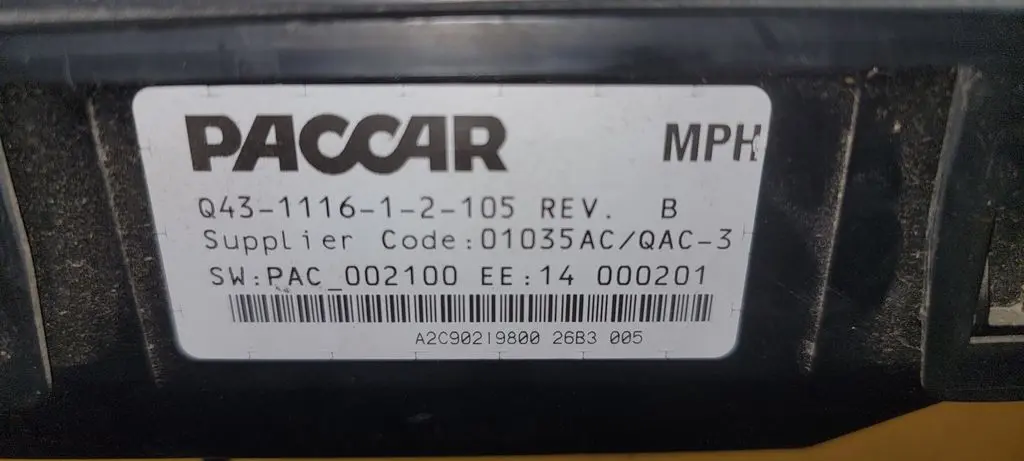 PACCAR MPH
Q43-1116-1-2-105 REV. B
Supplier Code:01035AC/QAC-3
SW:PAC_002100 EE:14 000201
A2C90219800 26B3 005